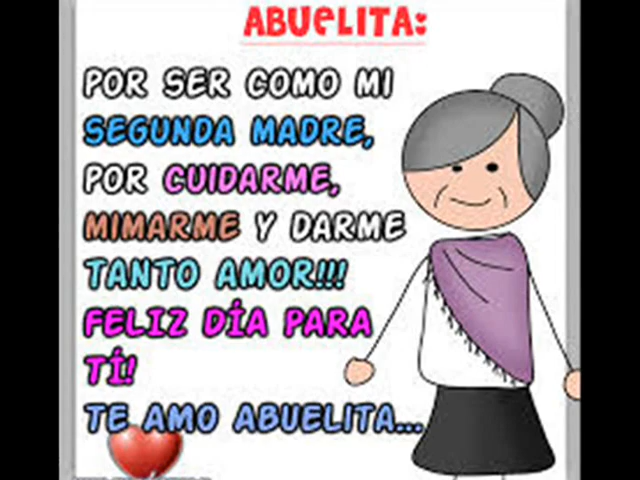 ABUELITA:
POR SER COMO MI
SEGUNDA MADRE,
POR CUIDARME,
MIMARME Y DARME
TANTO AMOR!!!
FELIZ DÍA PARA
TÍ!
TE AMO ABUELITA...